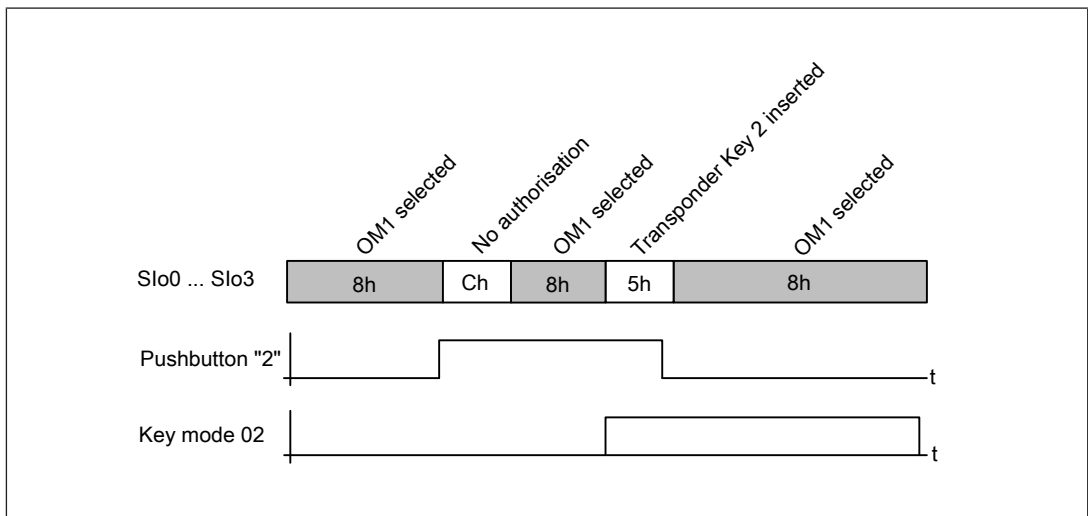 OM1 selected
No authorisation
OM1 selected
Transponder Key 2 inserted
OM1 selected
SIo0 ... SIo3
8h
Ch
8h
5h
8h
Pushbutton "2"
t
Key mode 02
t